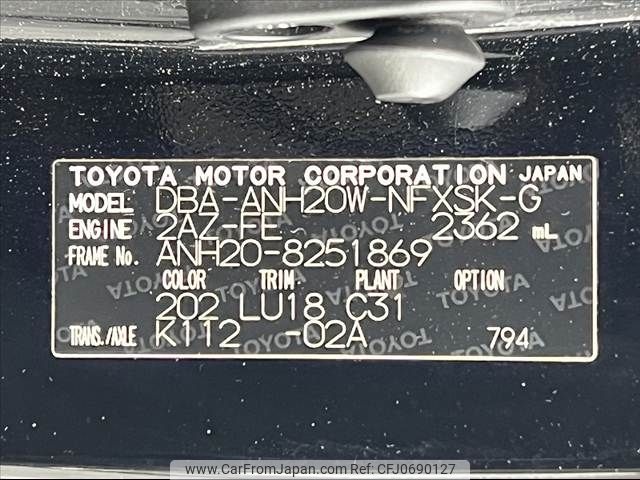 TOYOTA MOTOR CORPORATION JAPAN
MODEL DBA-ANH20W-NFXSK-G
ENGINE 2AZ-FE 2362 mL
FRAME No. ANH20-8251869
COLOR TRIM PLANT OPTION
202 LU18 C31
TRANS./AXLE K112 -02A 794
www.CarFromJapan.com CFJ0690127